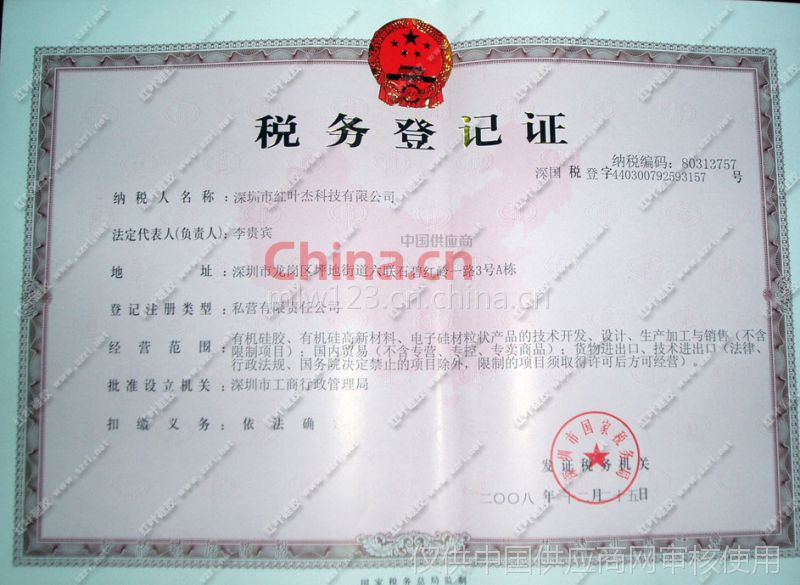 税务登记证
纳税编码：80313757
深国 税 登字440300792593157 号
纳税人名称：深圳市红叶杰科技有限公司
法定代表人(负责人)：李贵宾
中国供应商
China.cn
地 址：深圳市龙岗区坪地街道六联石碧红岭一路3号A栋
mlw123.cn.china.cn
登记注册类型：私营有限责任公司
经营范围：有机硅胶、有机硅高新材料、电子硅材粒状产品的技术开发、设计、生产加工与销售（不含
限制项目）；国内贸易（不含专营、专控、专卖商品）；货物进出口、技术进出口（法律、
行政法规、国务院决定禁止的项目除外，限制的项目须取得许可后方可经营）。
批准设立机关：深圳市工商行政管理局
扣缴义务：依法确
深圳市国家税务局
发证税务机关
二〇〇八年十一月二十五日
仅供中国供应商网审核使用
国家税务总局监制